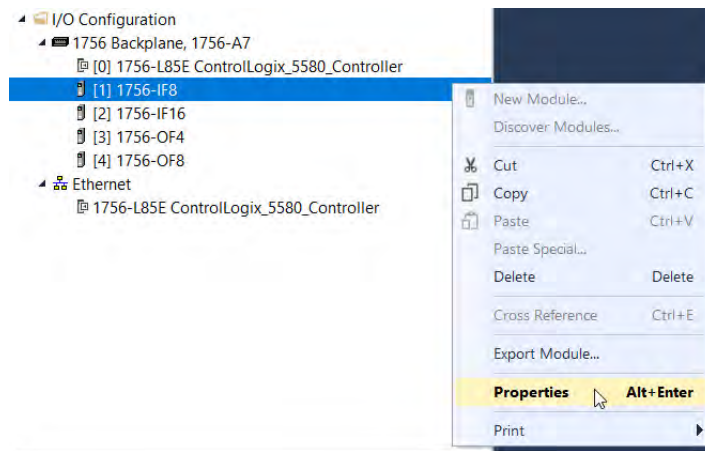 I/O Configuration
1756 Backplane, 1756-A7
[0] 1756-L85E ControlLogix_5580_Controller
[1] 1756-IF8
[2] 1756-IF16
[3] 1756-OF4
[4] 1756-OF8
Ethernet
1756-L85E ControlLogix_5580_Controller
New Module...
Discover Modules...
Cut Ctrl+X
Copy Ctrl+C
Paste Ctrl+V
Paste Special...
Delete Delete
Cross Reference Ctrl+E
Export Module...
Properties Alt+Enter
Print